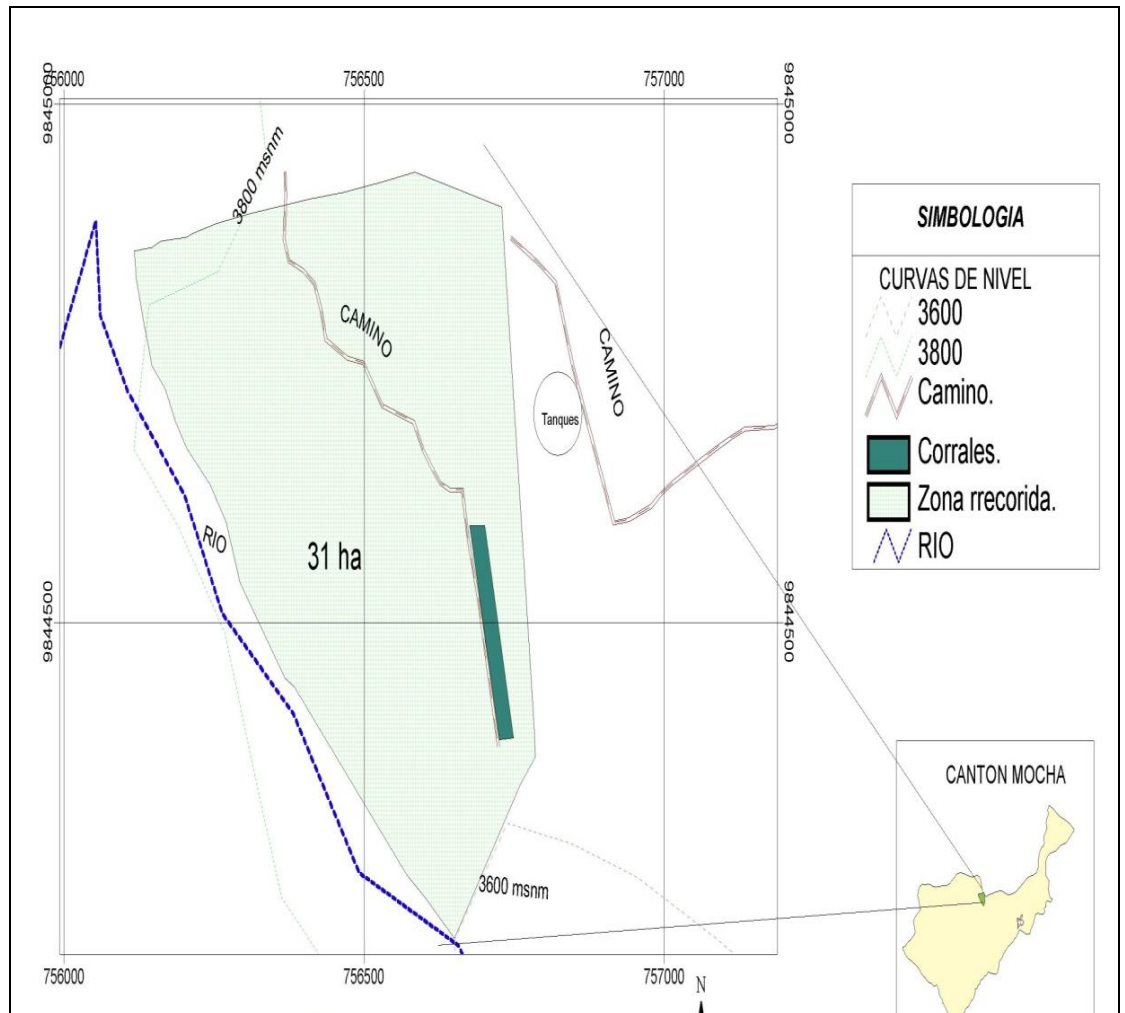 756000 756500 757000
9845000 9845000
3800 msnm
CAMINO
CAMINO
Tanques
RIO
31 ha
9844500 9844500
3600 msnm
756000 756500 757000
N
SIMBOLOGIA
CURVAS DE NIVEL
3600
3800
Camino.
Corrales.
Zona rrecorida.
RIO
CANTON MOCHA